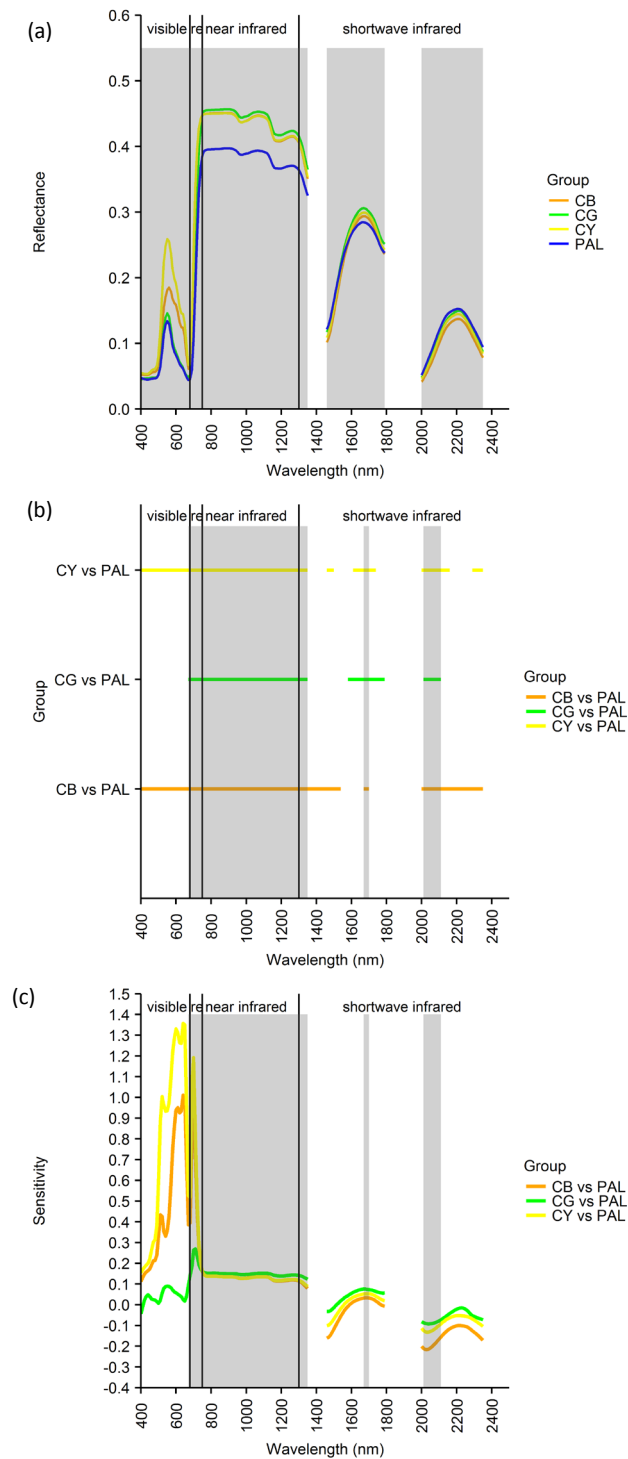 (a)
visible re near infrared shortwave infrared
0.6
0.5
0.4
0.3
0.2
0.1
0.0
Reflectance
400 600 800 1000 1200 1400 1600 1800 2000 2200 2400
Wavelength (nm)
Group
CB
CG
CY
PAL
(b)
visible re near infrared shortwave infrared
CY vs PAL
CG vs PAL
CB vs PAL
Group
400 600 800 1000 1200 1400 1600 1800 2000 2200 2400
Wavelength (nm)
Group
CB vs PAL
CG vs PAL
CY vs PAL
(c)
visible re near infrared shortwave infrared
1.5
1.4
1.3
1.2
1.1
1.0
0.9
0.8
0.7
0.6
0.5
0.4
0.3
0.2
0.1
0.0
-0.1
-0.2
-0.3
-0.4
Sensitivity
400 600 800 1000 1200 1400 1600 1800 2000 2200 2400
Wavelength (nm)
Group
CB vs PAL
CG vs PAL
CY vs PAL